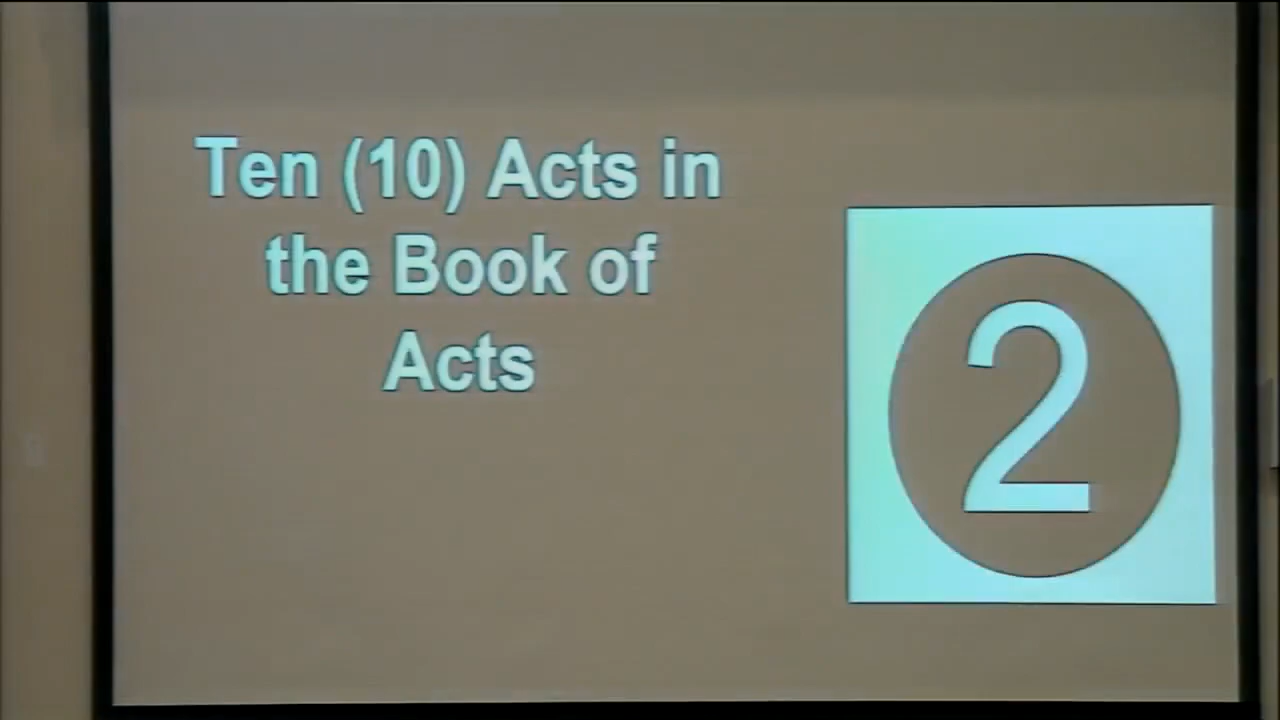 Ten (10) Acts in
the Book of
Acts
2